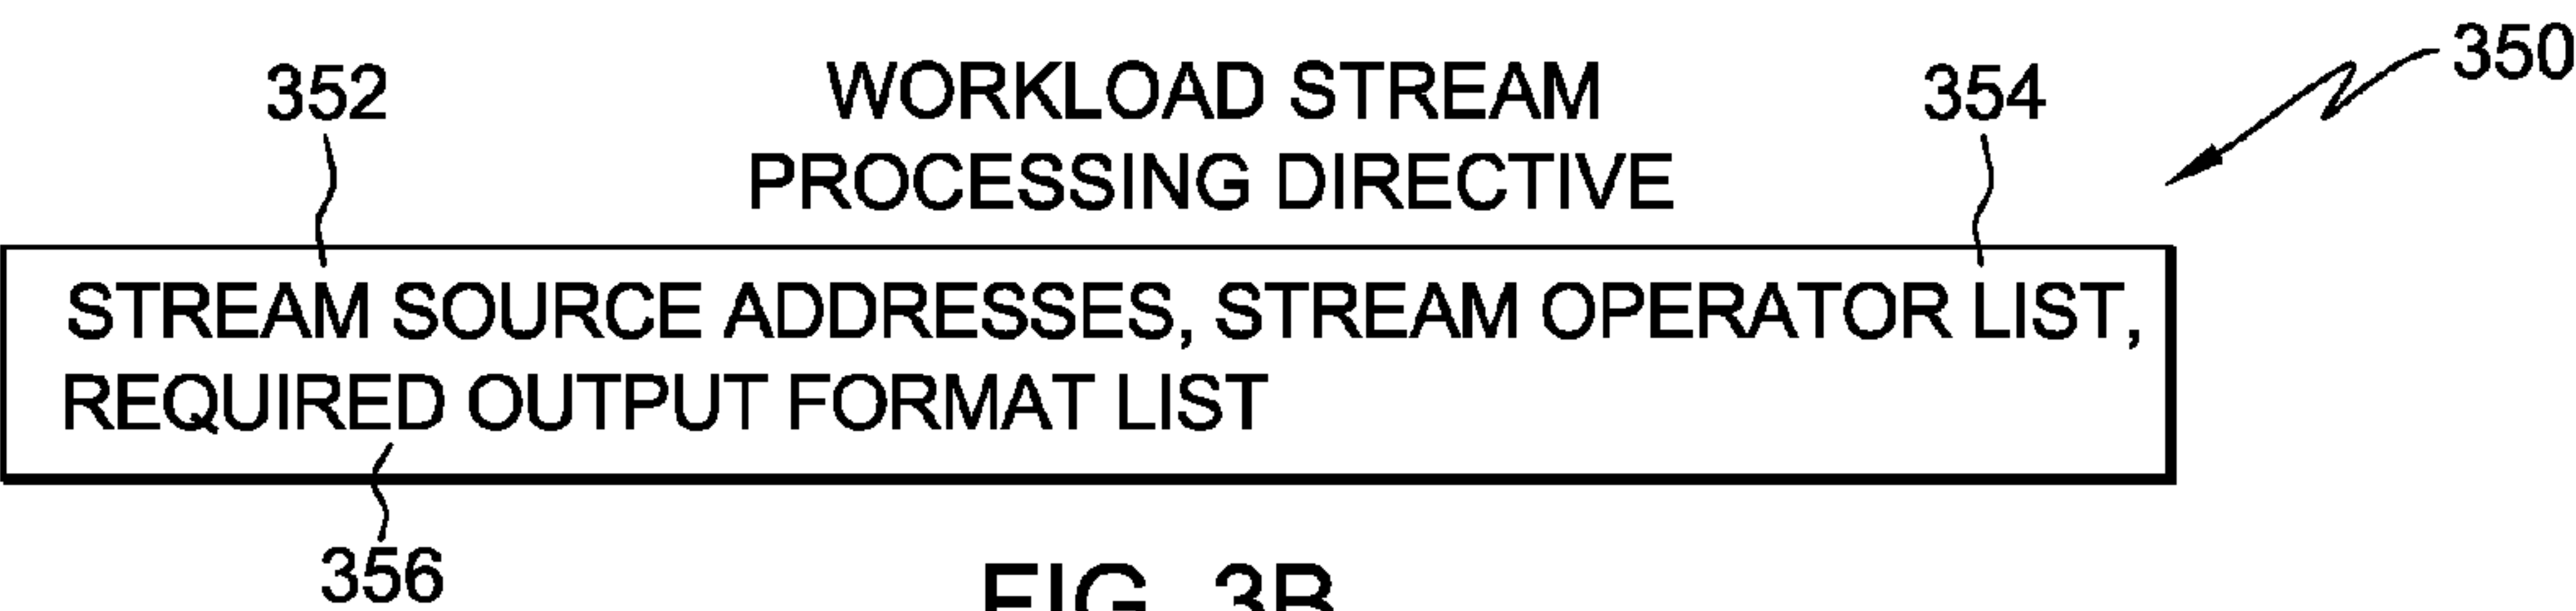 350
352
WORKLOAD STREAM
354
PROCESSING DIRECTIVE
STREAM SOURCE ADDRESSES, STREAM OPERATOR LIST,
REQUIRED OUTPUT FORMAT LIST
356
FIG. 3B